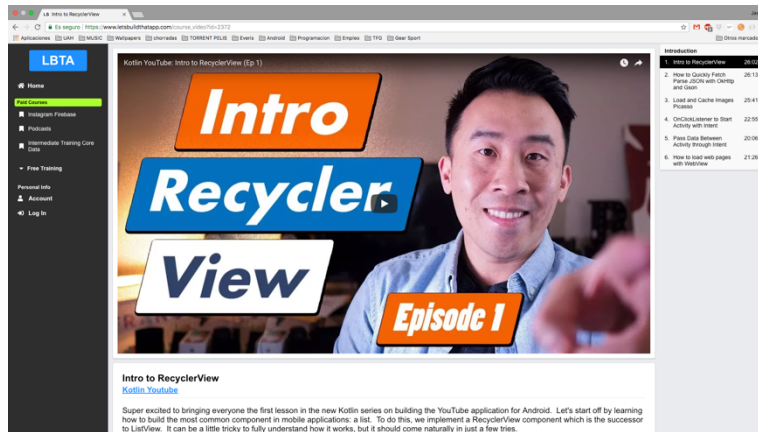 LB Intro to RecyclerView
Es seguro | https://www.letsbuildthatapp.com/course_video?id=2372
Aplicaciones UAH MUSIC Wallpapers chorradas TORRENT PELIS Everis Android Programacion Empleo TFG Gear Sport Otros marcado
LBTA
Home
Paid Courses
Instagram Firebase
Podcasts
Intermediate Training Core
Data
Free Training
Personal Info
Account
Log In
Kotlin YouTube: Intro to RecyclerView (Ep 1)
Intro
Recycler
View
Episode 1
Intro to RecyclerView
Kotlin Youtube
Super excited to bringing everyone the first lesson in the new Kotlin series on building the YouTube application for Android. Let's start off by learning
how to build the most common component in mobile applications: a list. To do this, we implement a RecyclerView component which is the successor
to ListView. It can be a little tricky to fully understand how it works, but it should come naturally in just a few tries.
Introduction
1. Intro to RecyclerView 26:02
2. How to Quickly Fetch 26:13
Parse JSON with OkHttp
and Gson
3. Load and Cache Images 25:41
Picasso
4. OnClickListener to Start 22:55
Activity with Intent
5. Pass Data Between 20:06
Activity through Intent
6. How to load web pages 21:26
with WebView